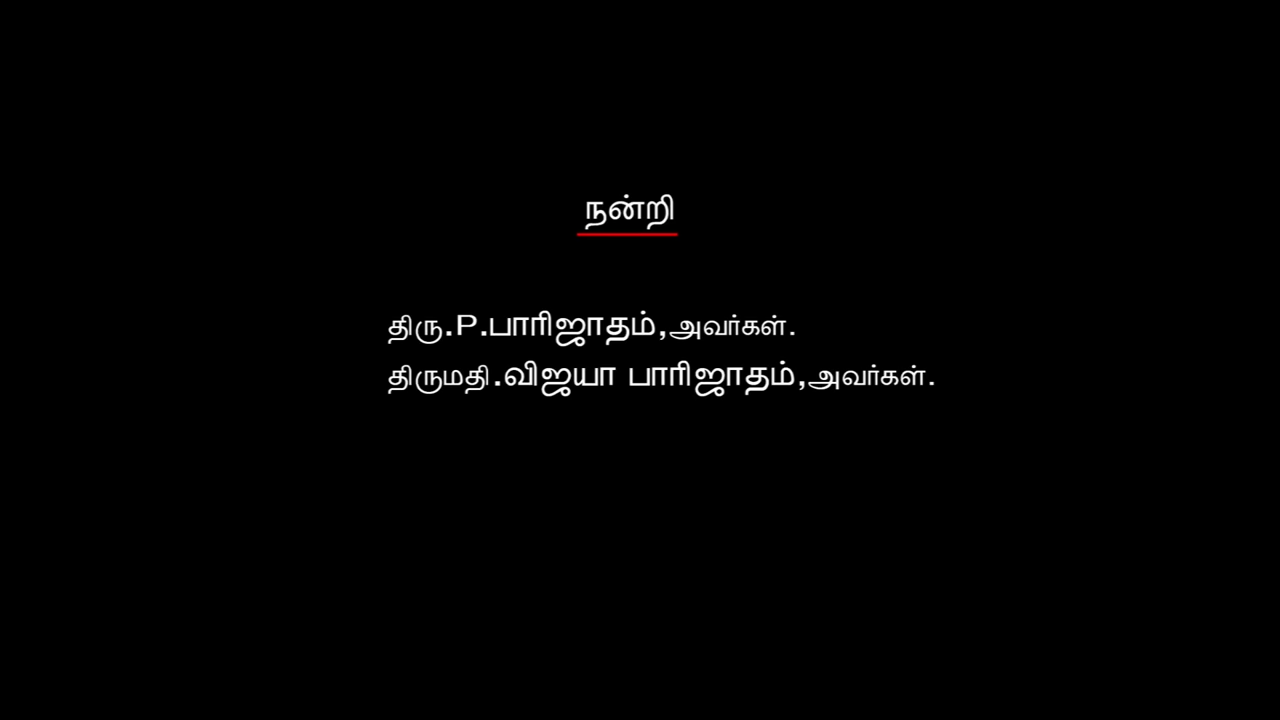 நன்றி
திரு.P.பாரிஜாதம்,அவர்கள்.
திருமதி.விஜயா பாரிஜாதம்,அவர்கள்.